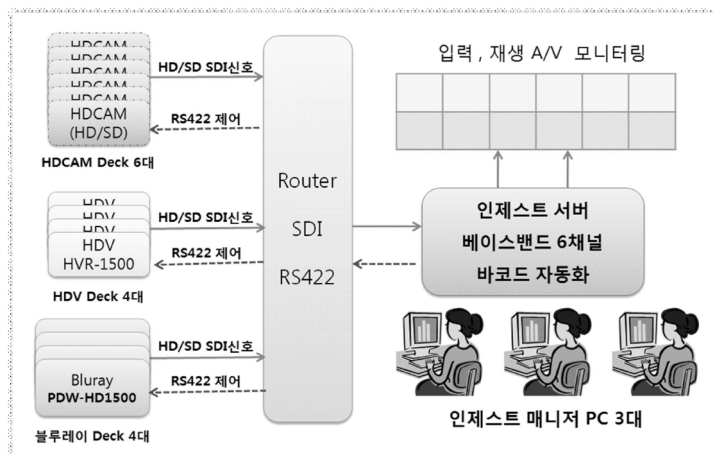 HDCAM
HDCAM
HDCAM
HDCAM
HDCAM
HDCAM
(HD/SD)
HDCAM Deck 6대
HD/SD SDI신호
RS422 제어
HDV
HDV
HDV
HDV
HVR-1500
HDV Deck 4대
HD/SD SDI신호
RS422 제어
Bluray
PDW-HD1500
블루레이 Deck 4대
HD/SD SDI신호
RS422 제어
Router
SDI
RS422
입력 , 재생 A/V 모니터링
인제스트 서버
베이스밴드 6채널
바코드 자동화
인제스트 매니저 PC 3대